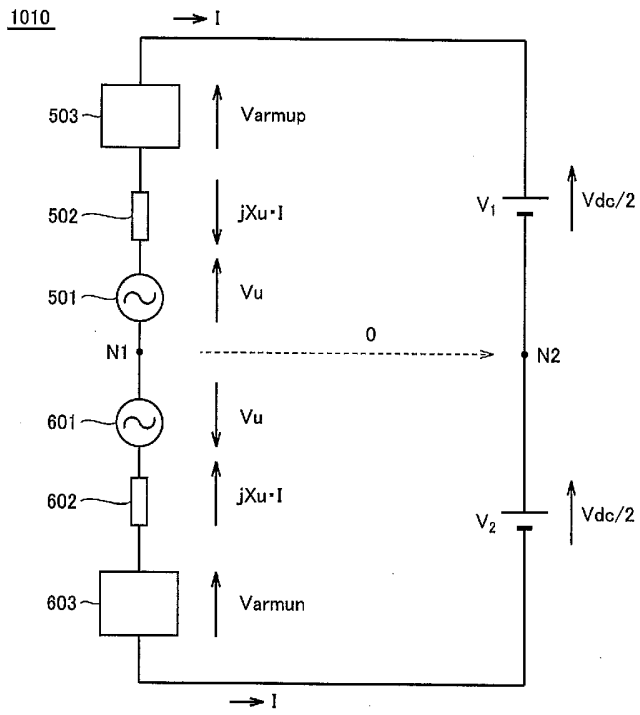 1010
I
503
Varmup
502
jXu·I
V₁
Vdc/2
501
Vu
N1
0
N2
601
Vu
602
jXu·I
V₂
Vdc/2
603
Varmun
I